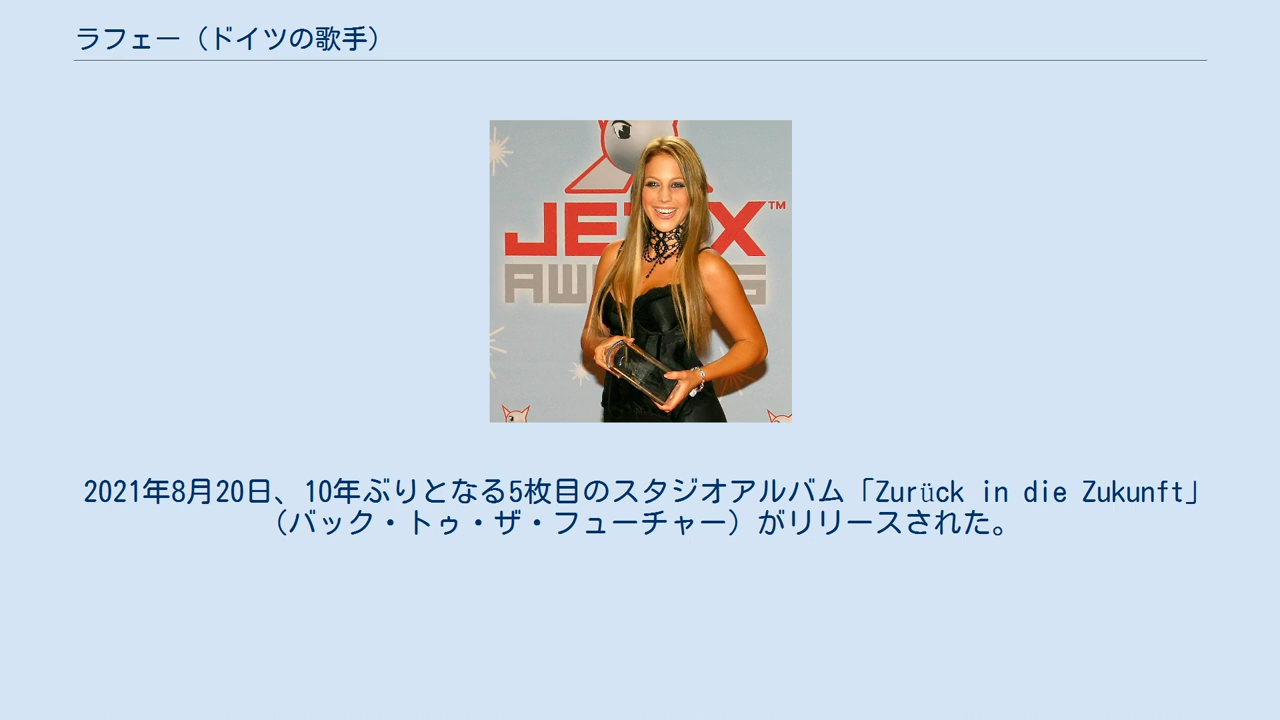 ラフェー（ドイツの歌手）
JETIX™
AWARDS
2021年8月20日、10年ぶりとなる5枚目のスタジオアルバム「Zurück in die Zukunft」
（バック・トゥ・ザ・フューチャー）がリリースされた。